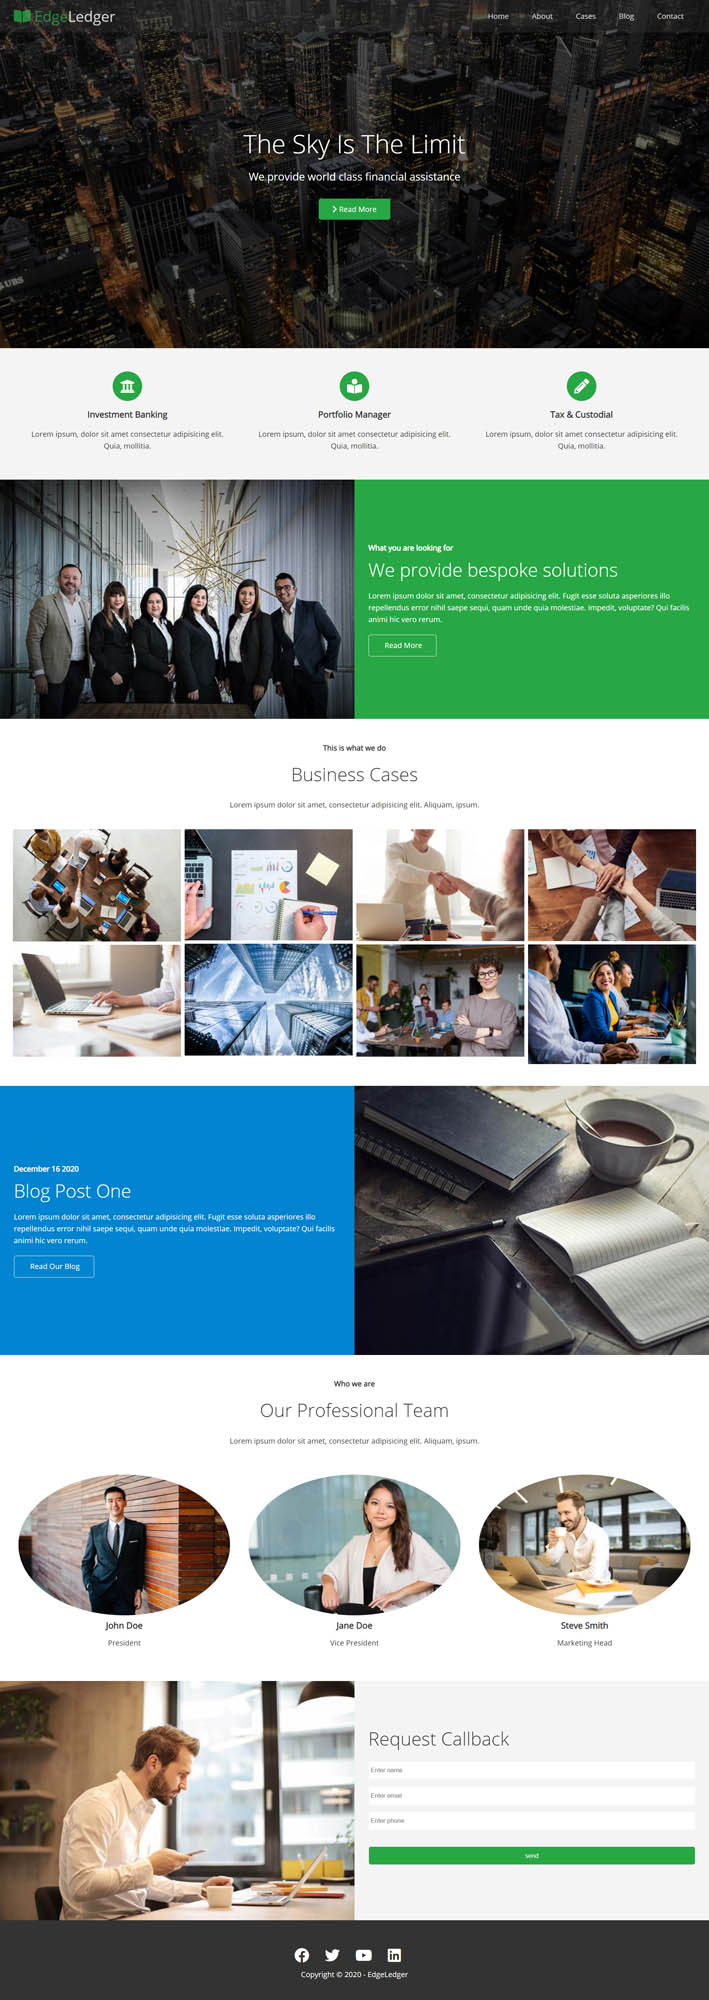 EdgeLedger
Home About Cases Blog Contact
The Sky Is The Limit
We provide world class financial assistance
Read More
UBS
Investment Banking
Lorem ipsum, dolor sit amet consectetur adipisicing elit.
Quia, mollitia.
Portfolio Manager
Lorem ipsum, dolor sit amet consectetur adipisicing elit.
Quia, mollitia.
Tax & Custodial
Lorem ipsum, dolor sit amet consectetur adipisicing elit.
Quia, mollitia.
What you are looking for
We provide bespoke solutions
Lorem ipsum dolor sit amet, consectetur adipisicing elit. Fugit esse soluta asperiores illo
repellendus error nihil saepe sequi, quam unde quia molestiae. Impedit, voluptate? Qui facilis
animi hic vero rerum.
Read More
This is what we do
Business Cases
Lorem ipsum dolor sit amet, consectetur adipisicing elit. Aliquam, ipsum.
December 16 2020
Blog Post One
Lorem ipsum dolor sit amet, consectetur adipisicing elit. Fugit esse soluta asperiores illo
repellendus error nihil saepe sequi, quam unde quia molestiae. Impedit, voluptate? Qui facilis
animi hic vero rerum.
Read Our Blog
Who we are
Our Professional Team
Lorem ipsum dolor sit amet, consectetur adipisicing elit. Aliquam, ipsum.
John Doe
President
Jane Doe
Vice President
Steve Smith
Marketing Head
Request Callback
Enter name
Enter email
Enter phone
send
Copyright © 2020 - EdgeLedger